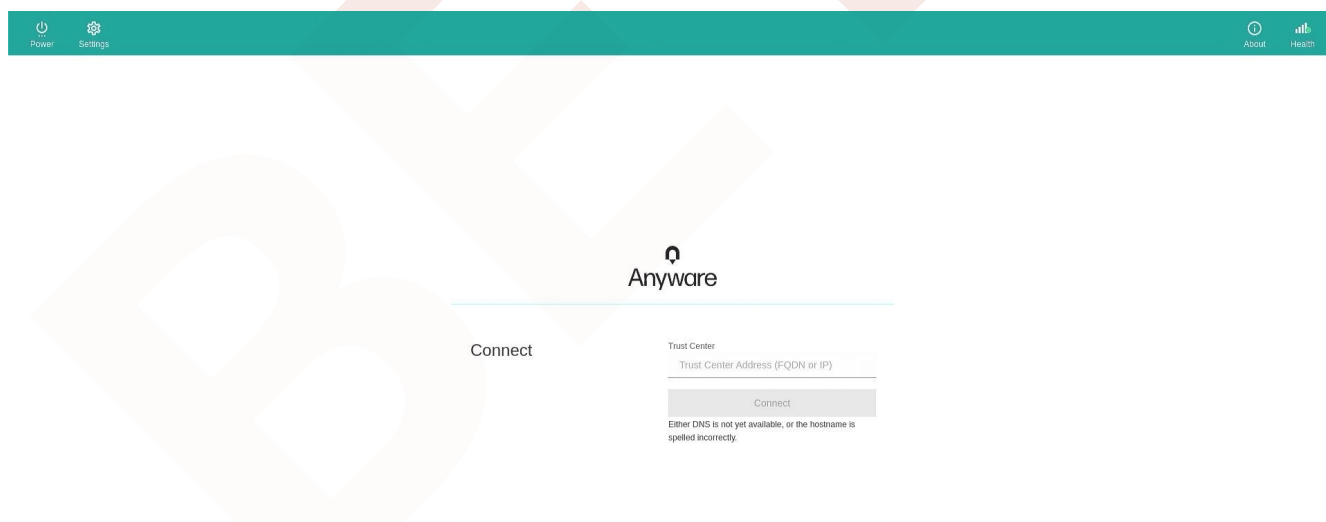 Power
Settings
About
Health
Anyware
Connect
Trust Center
Trust Center Address (FQDN or IP)
Connect
Either DNS is not yet available, or the hostname is
spelled incorrectly.